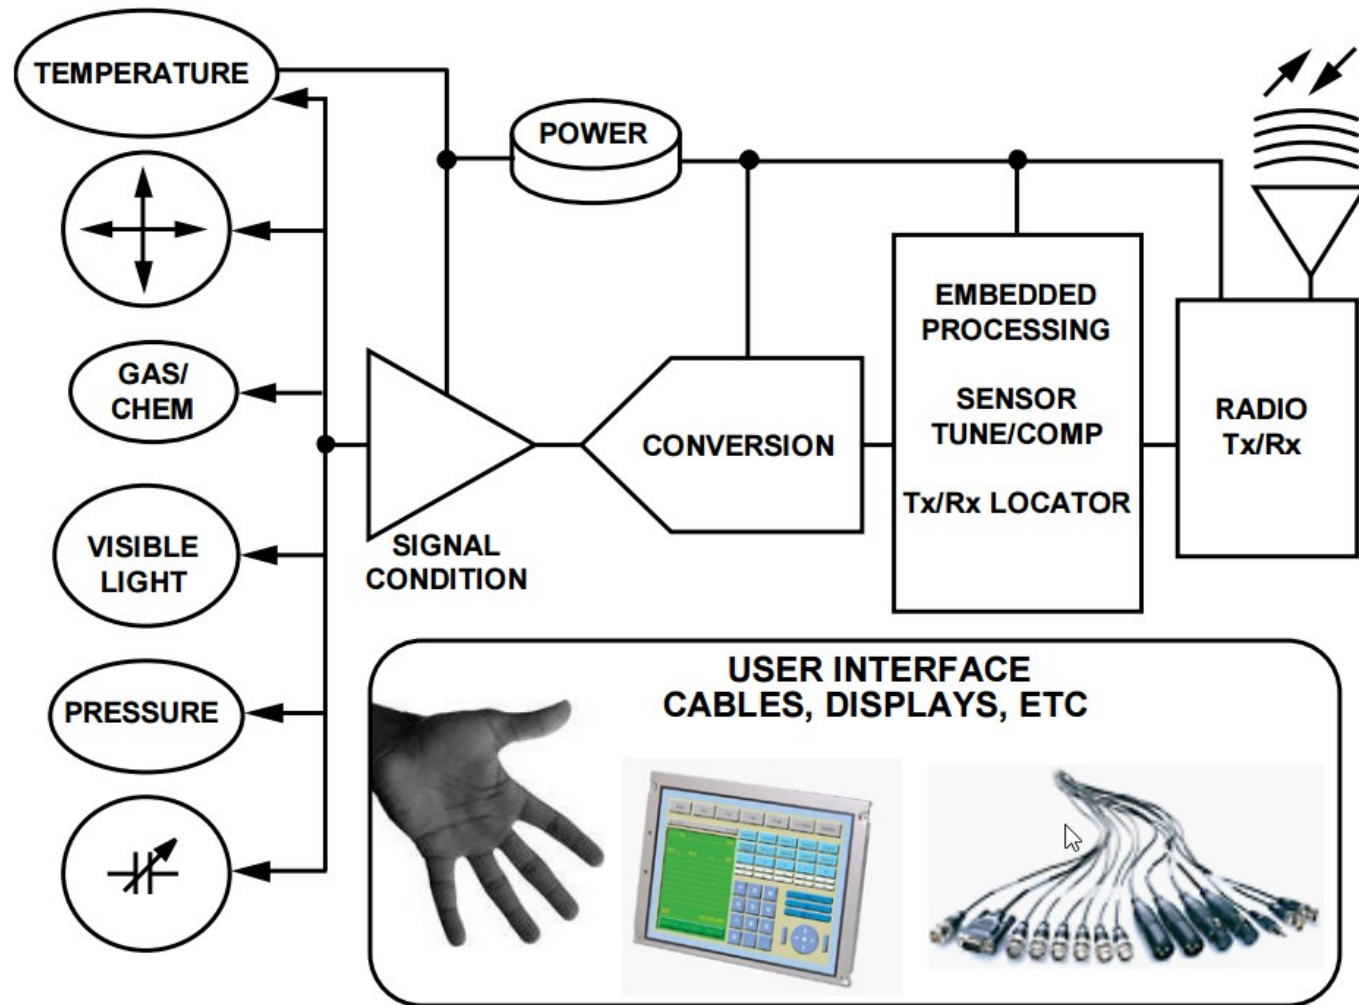 TEMPERATURE
POWER
GAS/
CHEM
VISIBLE
LIGHT
PRESSURE
SIGNAL
CONDITION
CONVERSION
EMBEDDED
PROCESSING
SENSOR
TUNE/COMP
Tx/Rx LOCATOR
RADIO
Tx/Rx
USER INTERFACE
CABLES, DISPLAYS, ETC